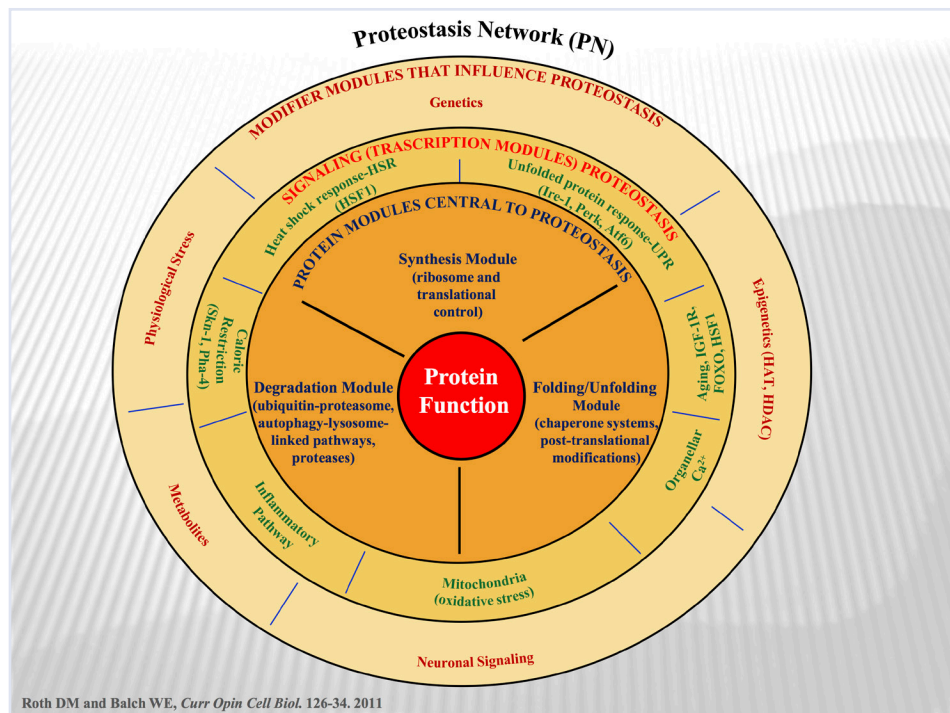 Proteostasis Network (PN)
MODIFIER MODULES THAT INFLUENCE PROTEOSTASIS
Genetics
SIGNALING (TRASCRIPTION MODULES) PROTEOSTASIS
Heat shock response-HSR
(HSF1)
Unfolded protein response-UPR
(Ire-1, Perk, Atf6)
PROTEIN MODULES CENTRAL TO PROTEOSTASIS
Synthesis Module
(ribosome and
translational
control)
Physiological Stress
Caloric
Restriction
(Skn-1, Pha-4)
Aging, IGF-1R,
FOXO, HSF1
Epigenetics (HAT, HDAC)
Protein
Function
Degradation Module
(ubiquitin-proteasome,
autophagy-lysosome-
linked pathways,
proteases)
Folding/Unfolding
Module
(chaperone systems,
post-translational
modifications)
Organellar
Ca²⁺
Metabolites
Inflammatory
Pathway
Mitochondria
(oxidative stress)
Neuronal Signaling
Roth DM and Balch WE, Curr Opin Cell Biol. 126-34. 2011